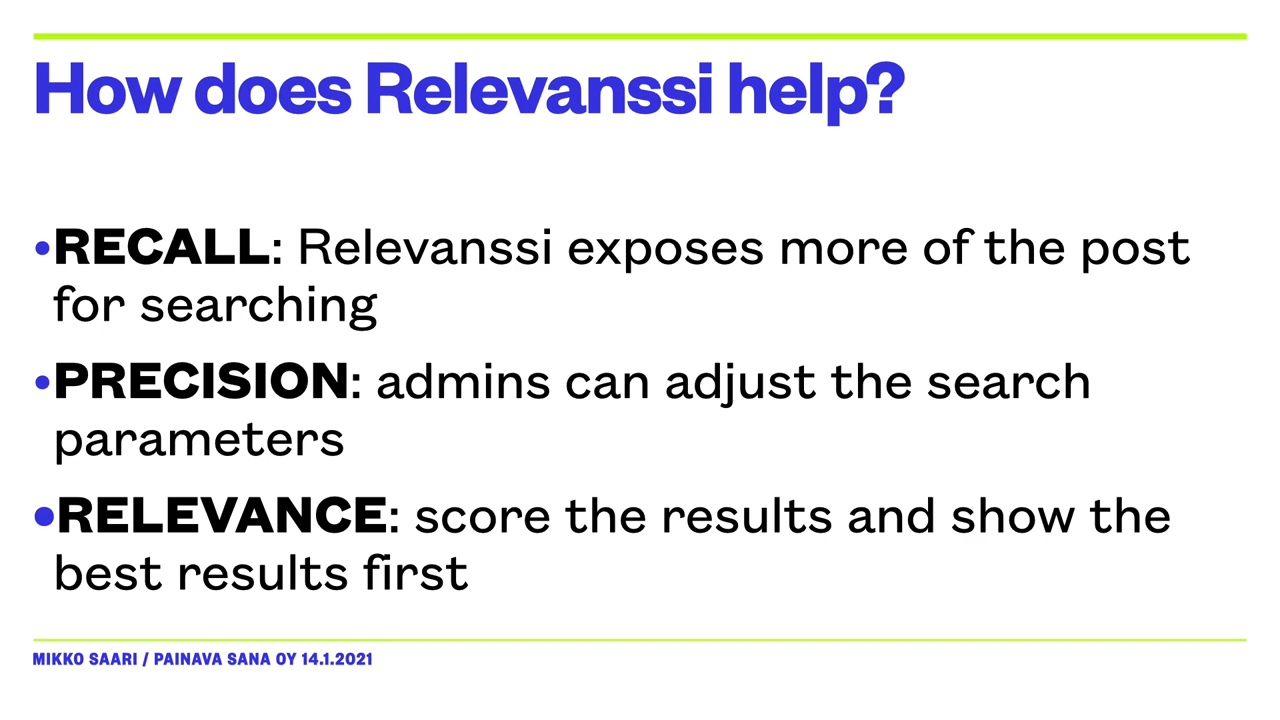 How does Relevanssi help?
•RECALL: Relevanssi exposes more of the post
for searching
•PRECISION: admins can adjust the search
parameters
•RELEVANCE: score the results and show the
best results first
MIKKO SAARI / PAINAVA SANA OY 14.1.2021